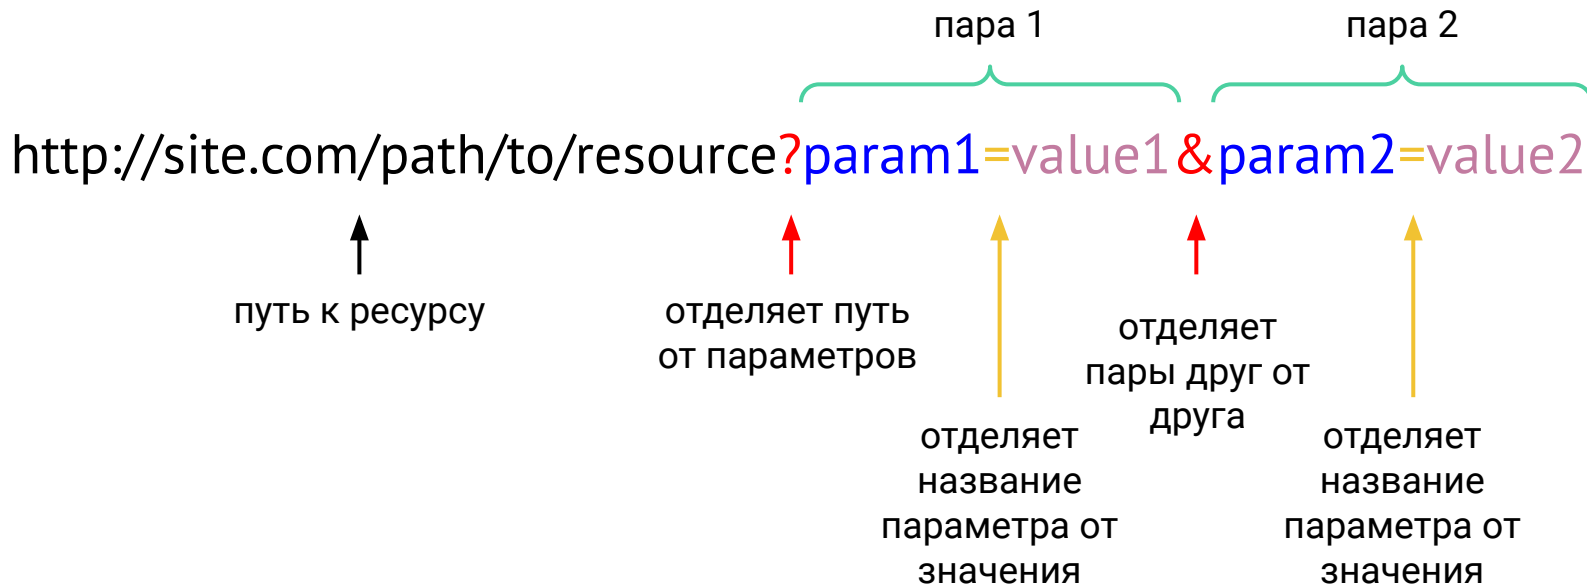 пара 1
пара 2
http://site.com/path/to/resource?param1=value1&param2=value2
путь к ресурсу
отделяет путь
от параметров
отделяет
название
параметра от
значения
отделяет
пары друг от
друга
отделяет
название
параметра от
значения